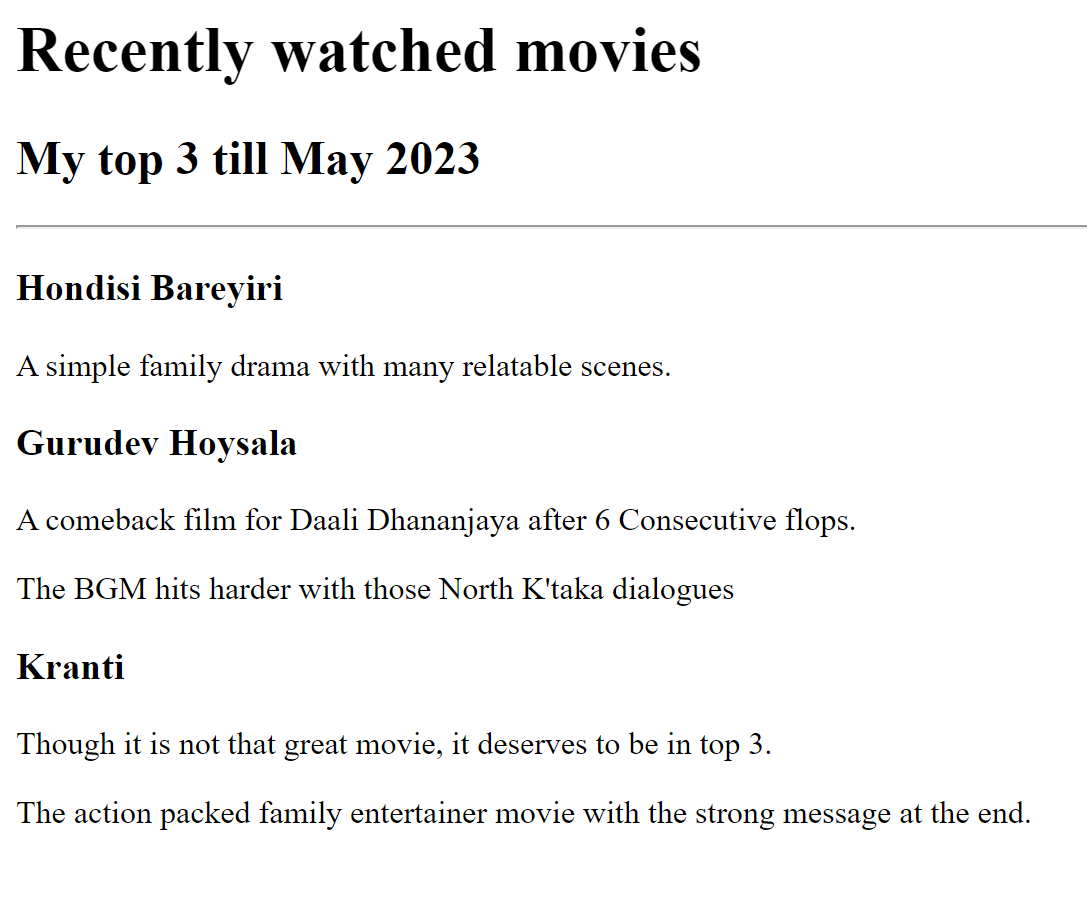 Recently watched movies
My top 3 till May 2023
Hondisi Bareyiri
A simple family drama with many relatable scenes.
Gurudev Hoysala
A comeback film for Daali Dhananjaya after 6 Consecutive flops.
The BGM hits harder with those North K'taka dialogues
Kranti
Though it is not that great movie, it deserves to be in top 3.
The action packed family entertainer movie with the strong message at the end.